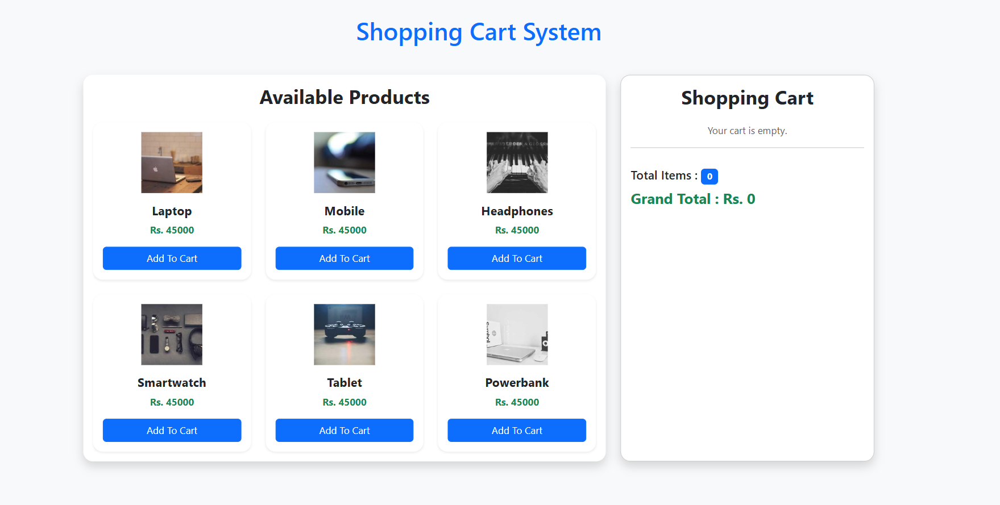 Shopping Cart System
Available Products
Laptop
Rs. 45000
Add To Cart
Mobile
Rs. 45000
Add To Cart
Headphones
Rs. 45000
Add To Cart
Smartwatch
Rs. 45000
Add To Cart
Tablet
Rs. 45000
Add To Cart
Symbol
Powerbank
Rs. 45000
Add To Cart
Shopping Cart
Your cart is empty.
Total Items : 0
Grand Total : Rs. 0